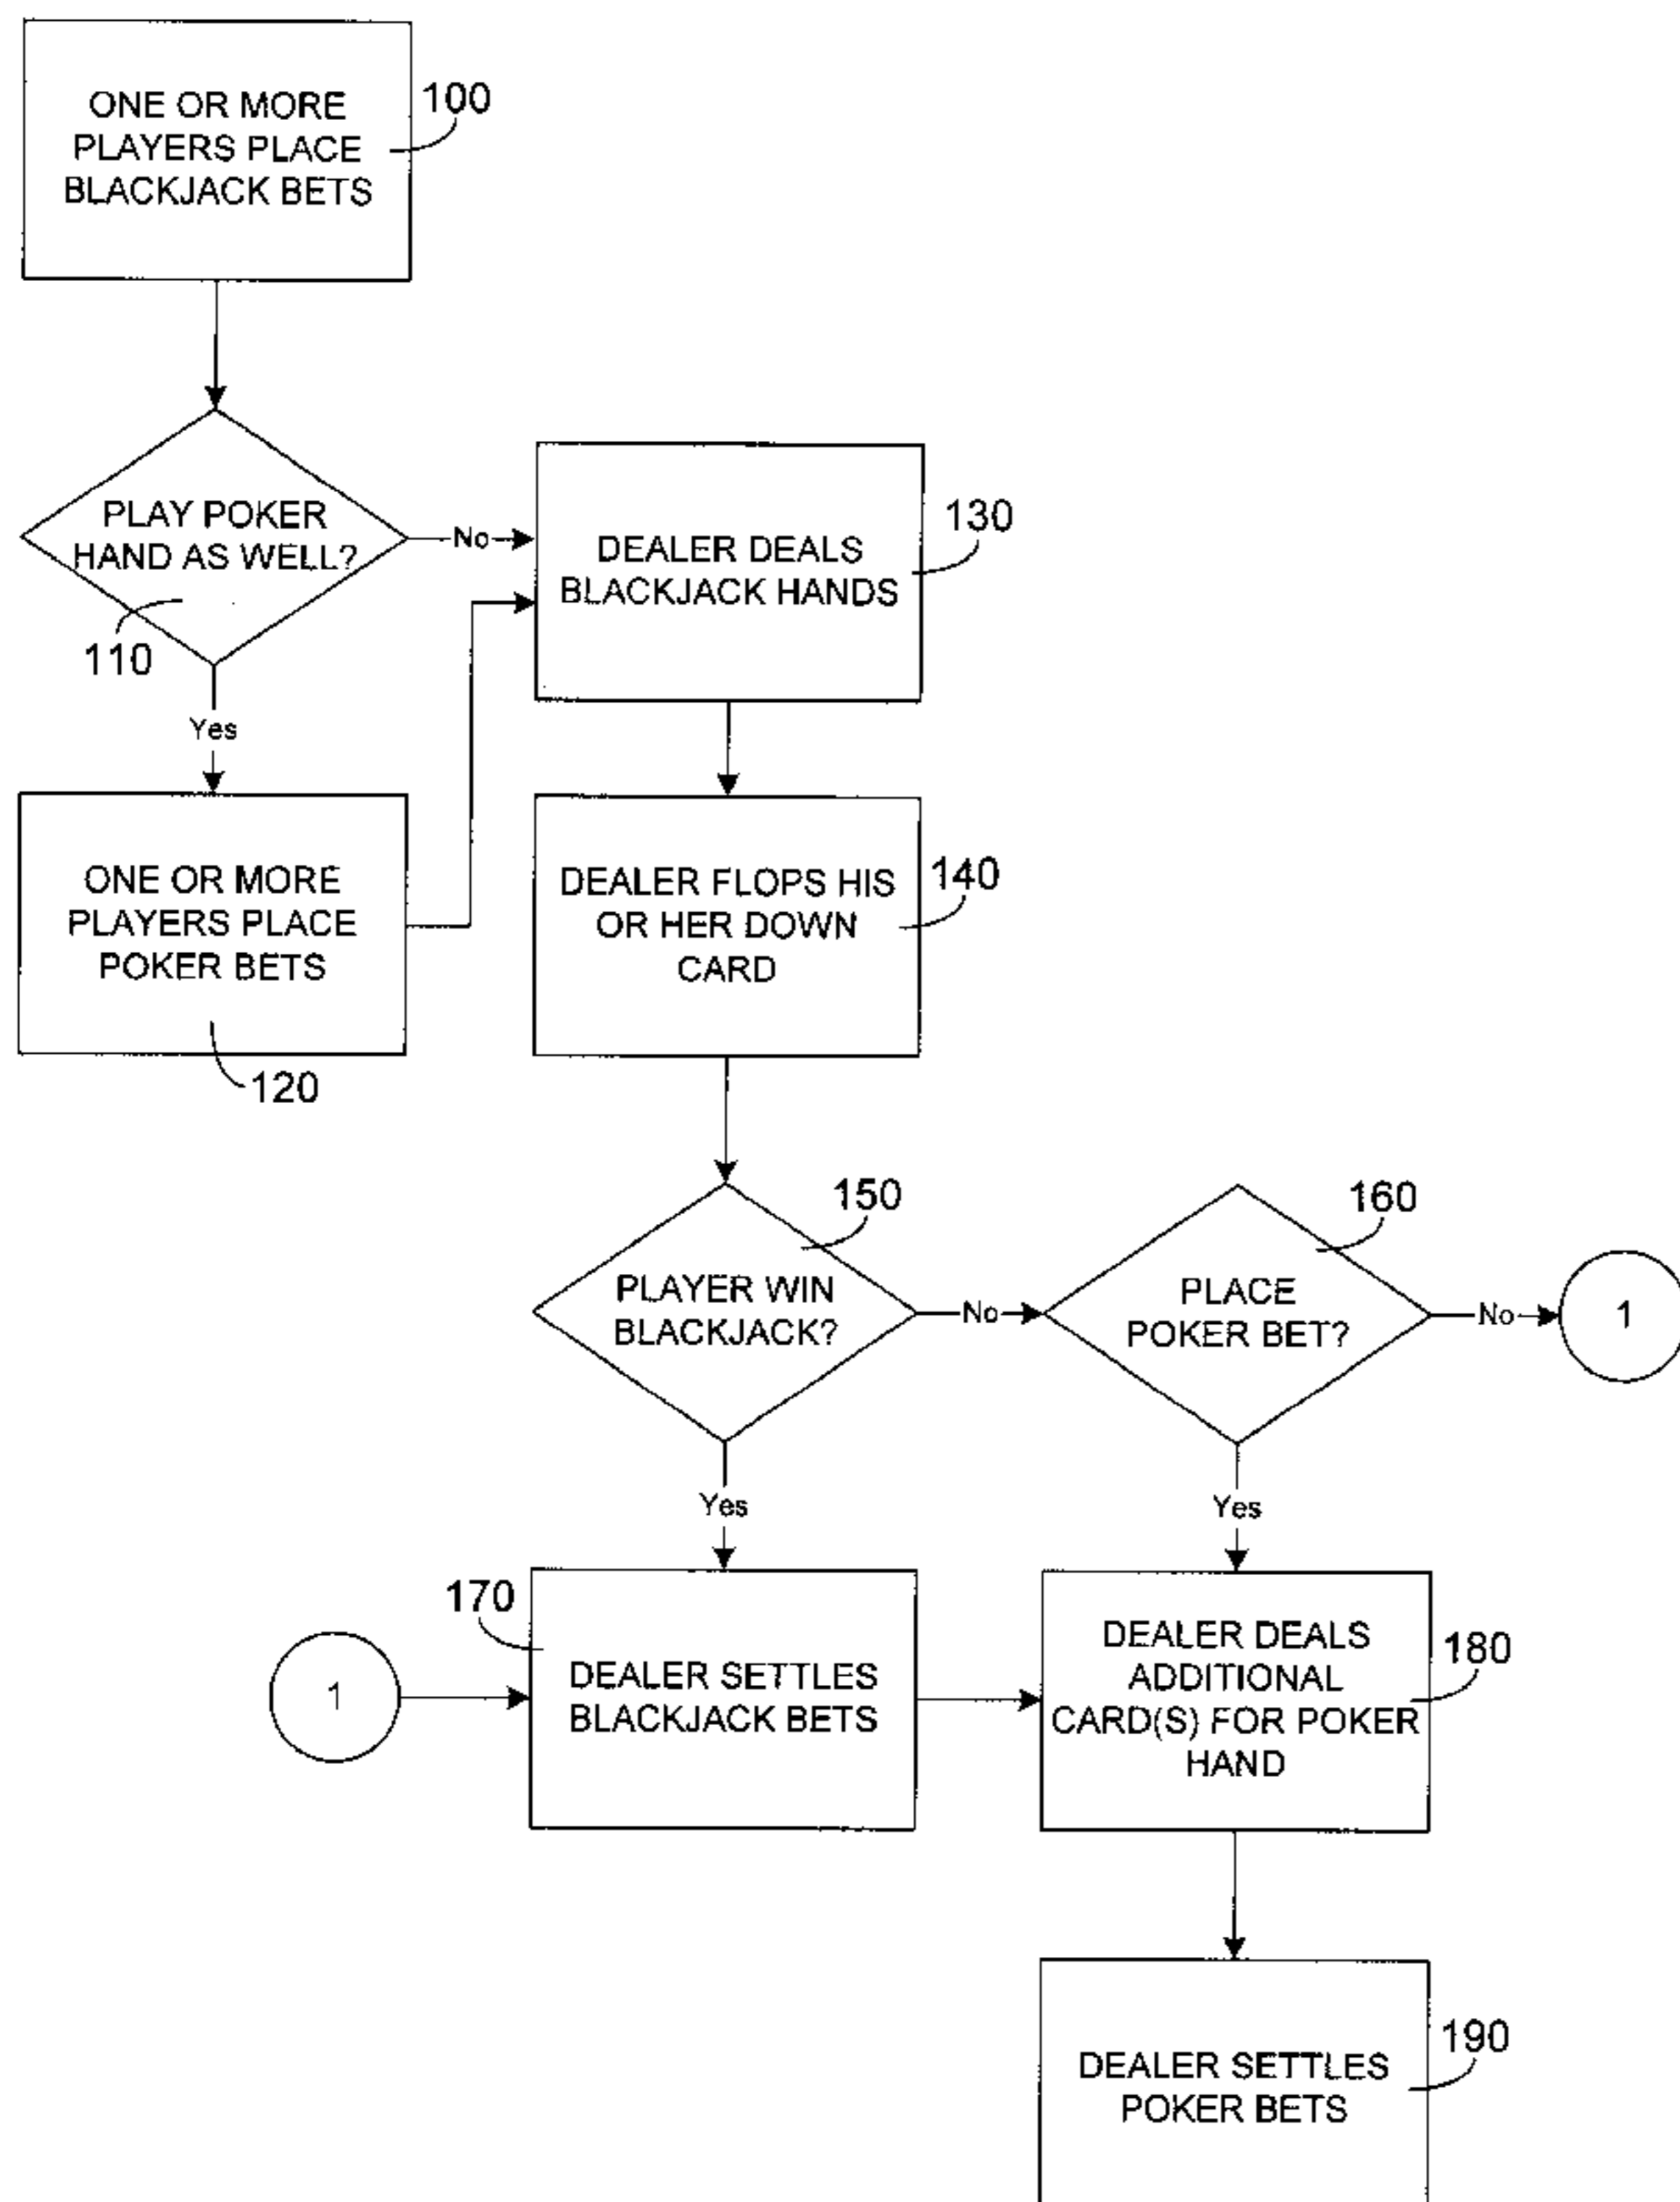 ONE OR MORE
PLAYERS PLACE
BLACKJACK BETS
100
PLAY POKER
HAND AS WELL?
110
No
Yes
ONE OR MORE
PLAYERS PLACE
POKER BETS
120
DEALER DEALS
BLACKJACK HANDS
130
DEALER FLOPS HIS
OR HER DOWN
CARD
140
PLAYER WIN
BLACKJACK?
150
No
PLACE
POKER BET?
160
No
1
Yes
Yes
1
170
DEALER SETTLES
BLACKJACK BETS
DEALER DEALS
ADDITIONAL
CARD(S) FOR POKER
HAND
180
DEALER SETTLES
POKER BETS
190